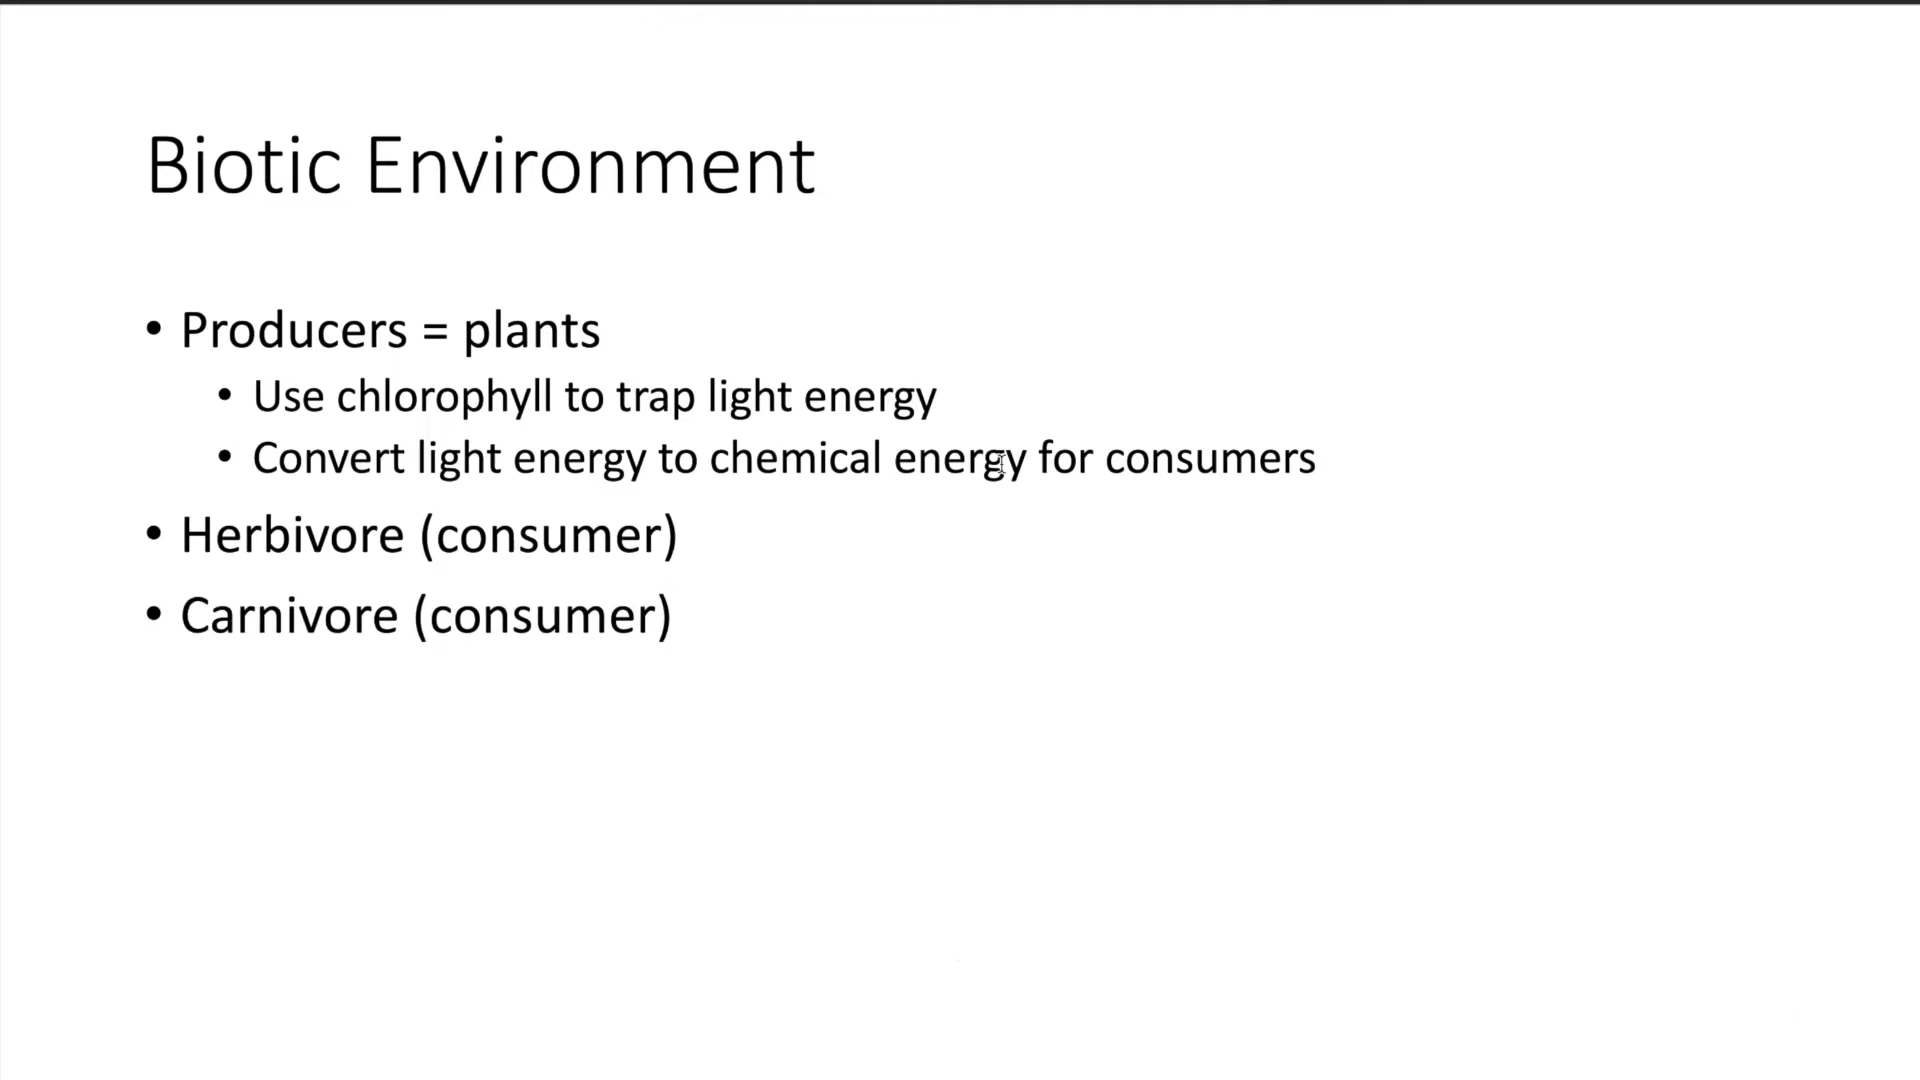 Biotic Environment
• Producers = plants
• Use chlorophyll to trap light energy
• Convert light energy to chemical energy for consumers
• Herbivore (consumer)
• Carnivore (consumer)